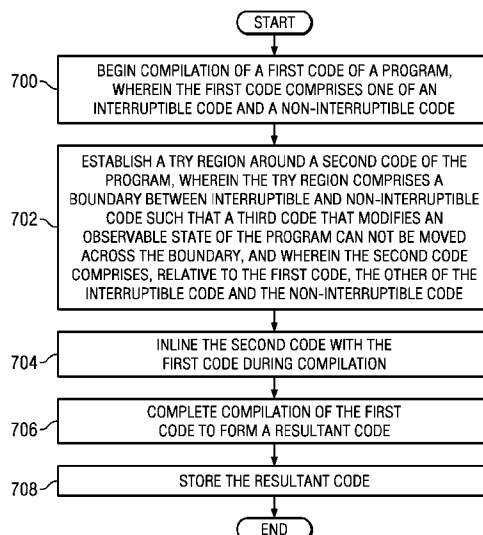 START
700
BEGIN COMPILATION OF A FIRST CODE OF A PROGRAM,
WHEREIN THE FIRST CODE COMPRISES ONE OF AN
INTERRUPTIBLE CODE AND A NON-INTERRUPTIBLE CODE
702
ESTABLISH A TRY REGION AROUND A SECOND CODE OF THE
PROGRAM, WHEREIN THE TRY REGION COMPRISES A
BOUNDARY BETWEEN INTERRUPTIBLE AND NON-INTERRUPTIBLE
CODE SUCH THAT A THIRD CODE THAT MODIFIES AN
OBSERVABLE STATE OF THE PROGRAM CAN NOT BE MOVED
ACROSS THE BOUNDARY, AND WHEREIN THE SECOND CODE
COMPRISES, RELATIVE TO THE FIRST CODE, THE OTHER OF THE
INTERRUPTIBLE CODE AND THE NON-INTERRUPTIBLE CODE
704
INLINE THE SECOND CODE WITH THE
FIRST CODE DURING COMPILATION
706
COMPLETE COMPILATION OF THE FIRST
CODE TO FORM A RESULTANT CODE
708
STORE THE RESULTANT CODE
END